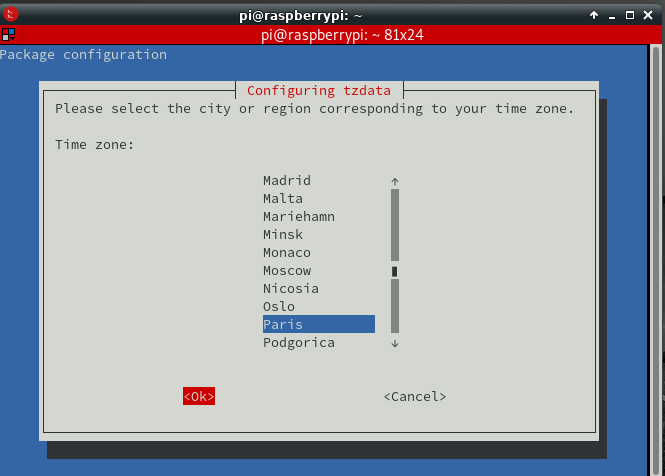 pi@raspberrypi: ~
pi@raspberrypi: ~ 81x24
Package configuration
Configuring tzdata
Please select the city or region corresponding to your time zone.
Time zone:
Madrid
Malta
Mariehamn
Minsk
Monaco
Moscow
Nicosia
Oslo
Paris
Podgorica
<Ok> <Cancel>